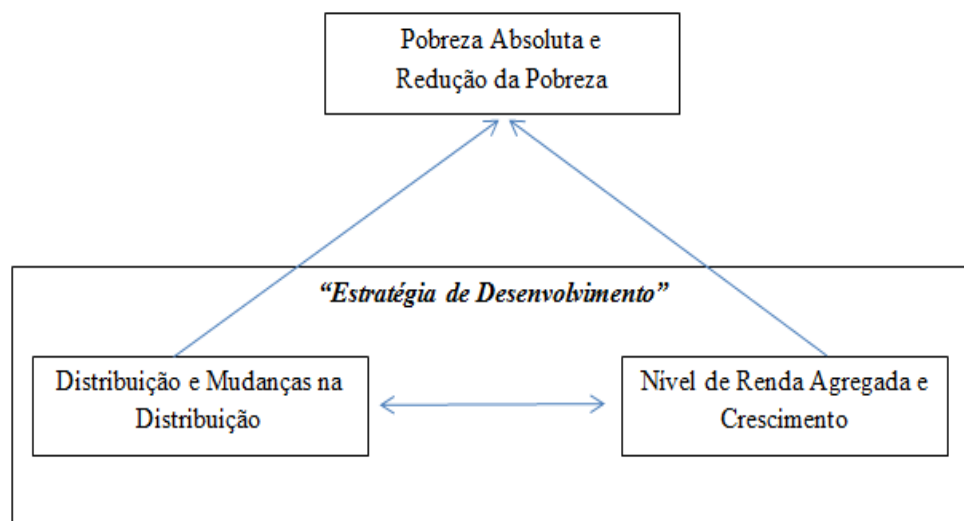 Pobreza Absoluta e
Redução da Pobreza
“Estratégia de Desenvolvimento”
Distribuição e Mudanças na
Distribuição
Nível de Renda Agregada e
Crescimento